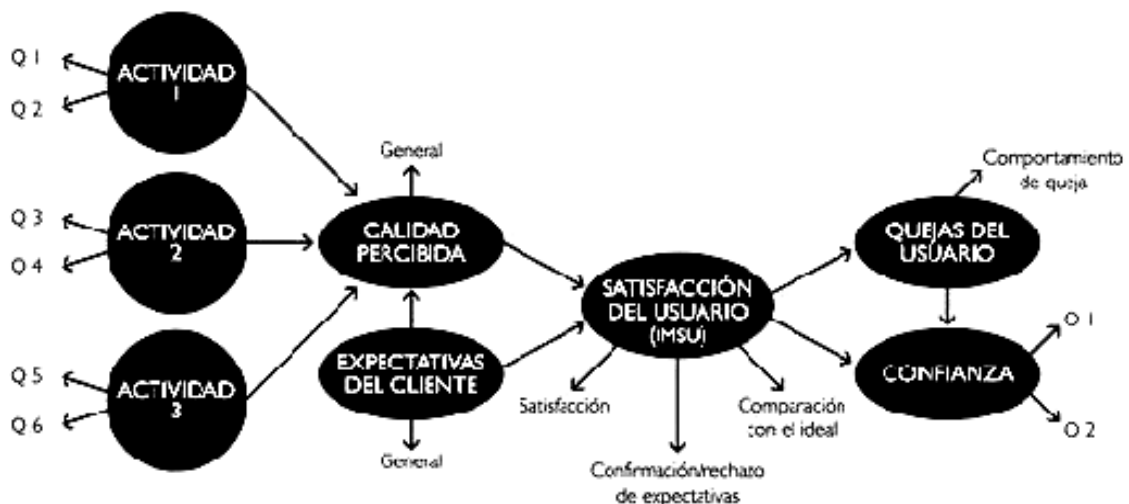 Q 1
Q 2
ACTIVIDAD
1
Q 3
Q 4
ACTIVIDAD
2
Q 5
Q 6
ACTIVIDAD
3
General
CALIDAD
PERCIBIDA
EXPECTATIVAS
DEL CLIENTE
General
SATISFACCIÓN
DEL USUARIO
(IMSU)
Satisfacción
Confirmación/rechazo
de expectativas
Comparación
con el ideal
Comportamiento
de queja
QUEJAS DEL
USUARIO
CONFIANZA
O 1
O 2